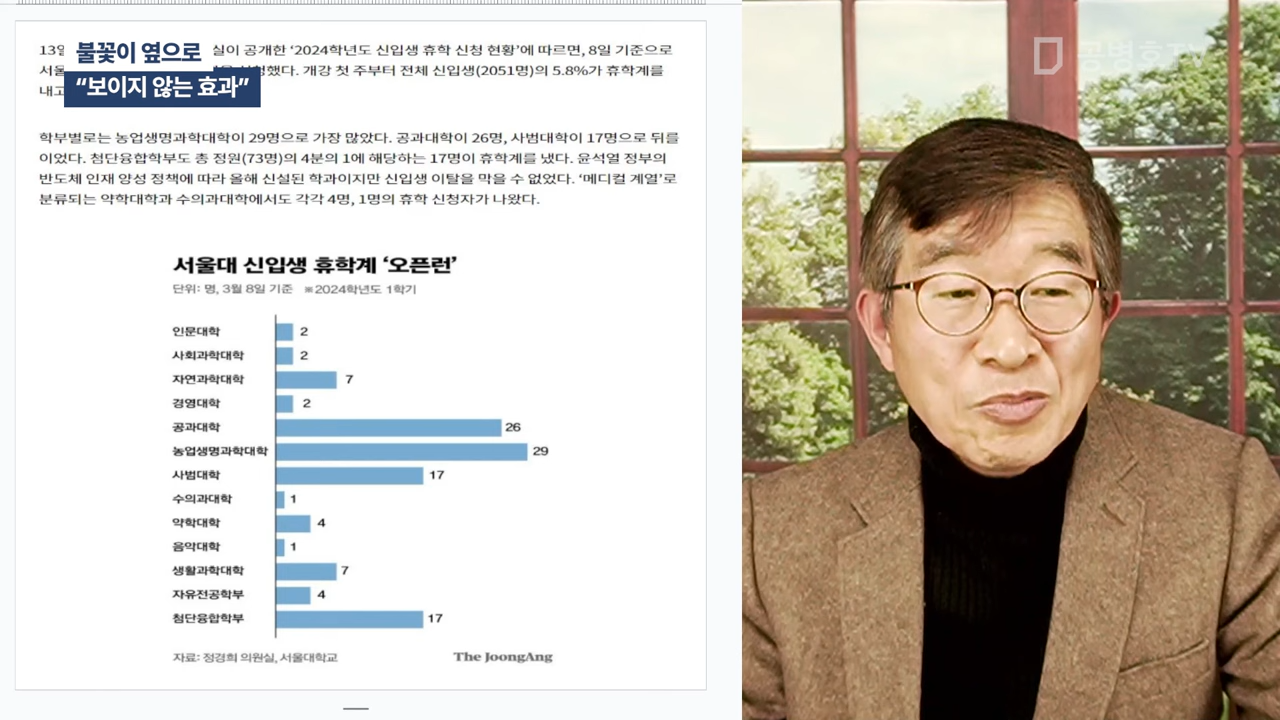 불꽃이 옆으로
“보이지 않는 효과”
13일 실이 공개한 ‘2024학년도 신입생 휴학 신청 현황’에 따르면, 8일 기준으로
서울 했다. 개강 첫 주부터 전체 신입생(2051명)의 5.8%가 휴학계를
내고
학부별로는 농업생명과학대학이 29명으로 가장 많았다. 공과대학이 26명, 사범대학이 17명으로 뒤를
이었다. 첨단융합학부도 총 정원(73명)의 4분의 1에 해당하는 17명이 휴학계를 냈다. 윤석열 정부의
반도체 인재 양성 정책에 따라 올해 신설된 학과이지만 신입생 이탈을 막을 수 없었다. ‘메디컬 계열’로
분류되는 약학대학과 수의과대학에서도 각각 4명, 1명의 휴학 신청자가 나왔다.
서울대 신입생 휴학계 ‘오픈런’
단위: 명, 3월 8일 기준 ※2024학년도 1학기
인문대학 2
사회과학대학 2
자연과학대학 7
경영대학 2
공과대학 26
농업생명과학대학 29
사범대학 17
수의과대학 1
약학대학 4
음악대학 1
생활과학대학 7
자유전공학부 4
첨단융합학부 17
자료: 정경희 의원실, 서울대학교 The JoongAng
공병호TV